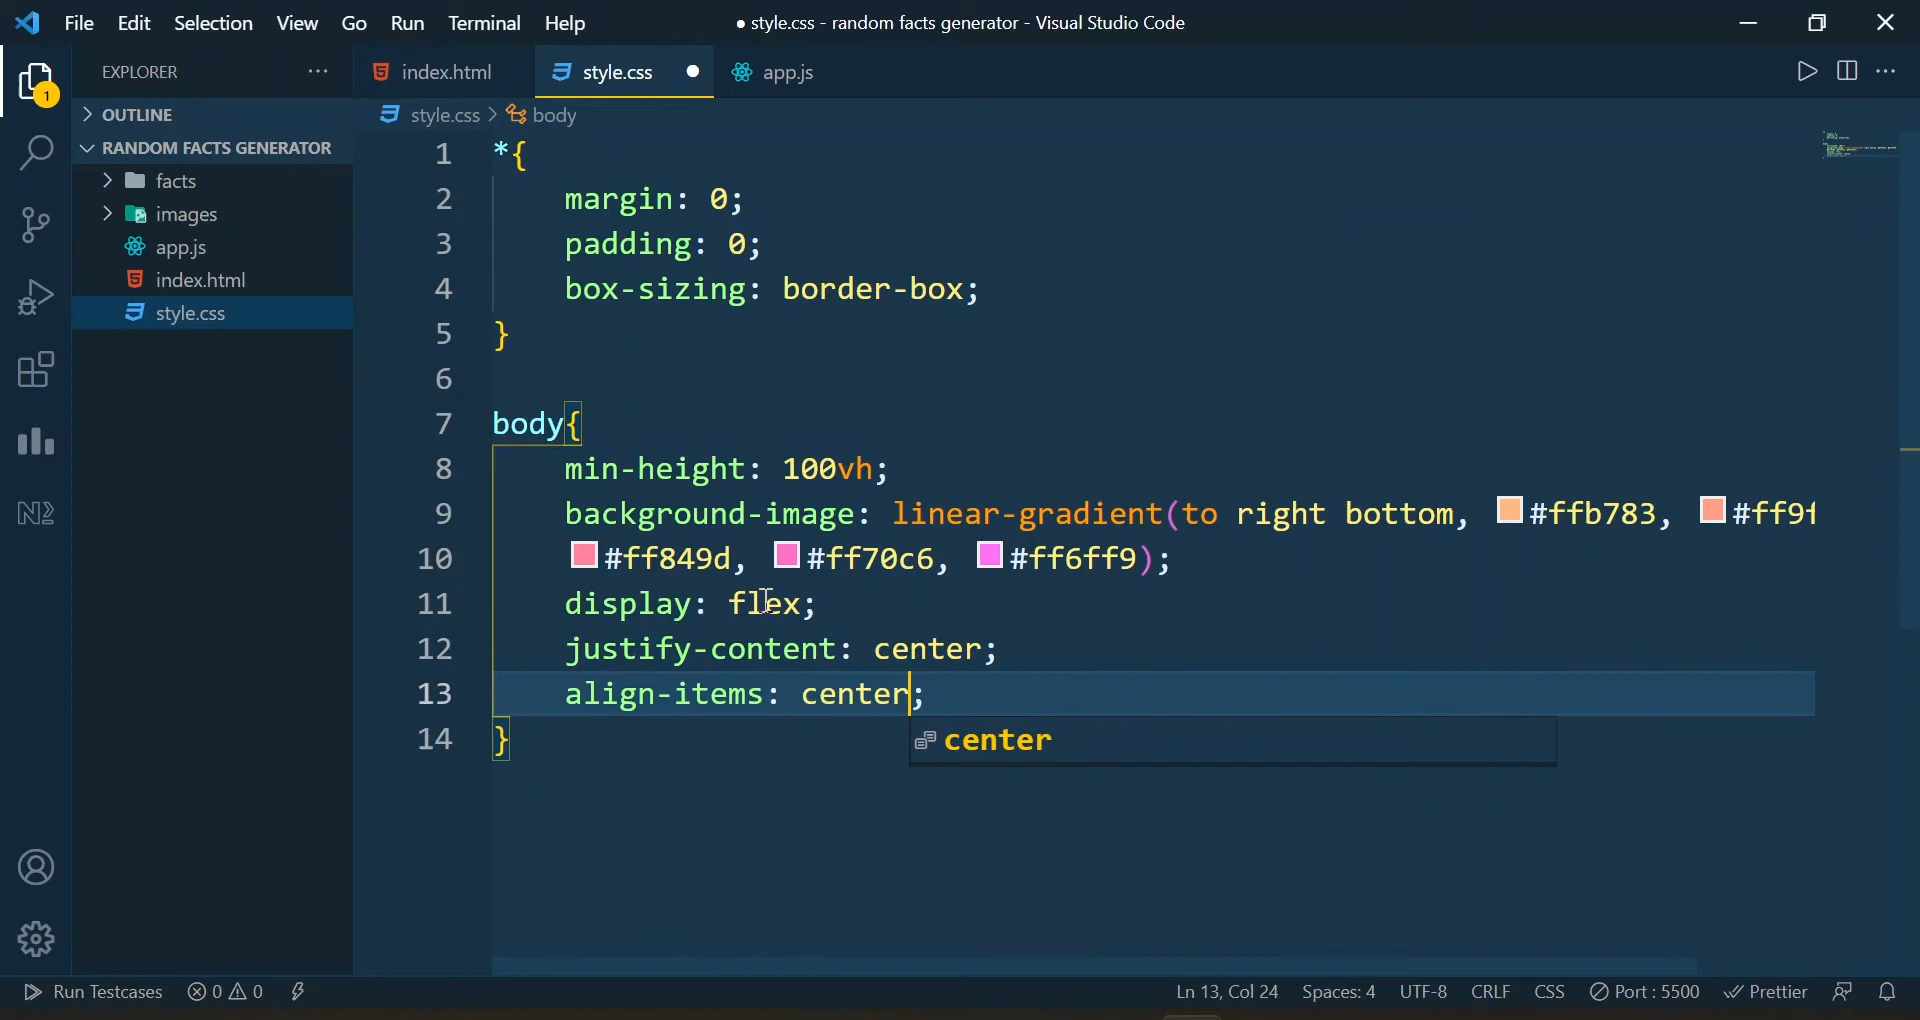 File Edit Selection View Go Run Terminal Help ● style.css - random facts generator - Visual Studio Code
EXPLORER ···
index.html style.css ● app.js
1
OUTLINE
RANDOM FACTS GENERATOR
facts
images
app.js
index.html
style.css
style.css > body
1 *{
2 margin: 0;
3 padding: 0;
4 box-sizing: border-box;
5 }
6
7 body{
8 min-height: 100vh;
9 background-image: linear-gradient(to right bottom, #ffb783, #ff9f
10 #ff849d, #ff70c6, #ff6ff9);
11 display: flex;
12 justify-content: center;
13 align-items: center;
center
14 }
Run Testcases 0 0 Ln 13, Col 24 Spaces: 4 UTF-8 CRLF CSS Port : 5500 Prettier